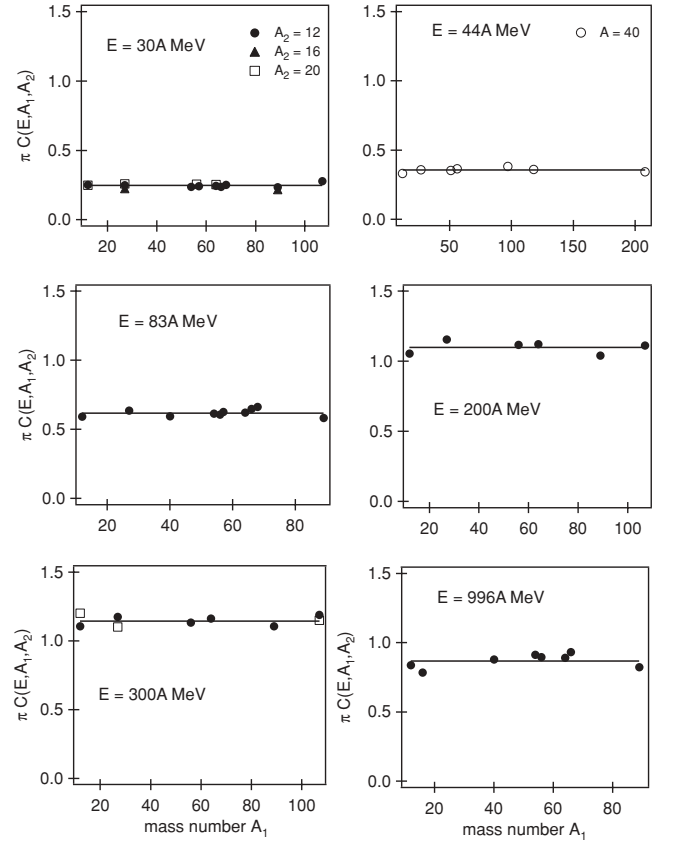 E = 30A MeV
A₂ = 12
A₂ = 16
A₂ = 20
π C(E,A₁,A₂)
1.5
1.0
0.5
0.0
20 40 60 80 100
E = 44A MeV
A = 40
1.5
1.0
0.5
0.0
50 100 150 200
E = 83A MeV
π C(E,A₁,A₂)
1.5
1.0
0.5
0.0
20 40 60 80
E = 200A MeV
1.5
1.0
0.5
0.0
20 40 60 80 100
E = 300A MeV
π C(E,A₁,A₂)
1.5
1.0
0.5
0.0
20 40 60 80 100
mass number A₁
E = 996A MeV
π C(E,A₁,A₂)
1.5
1.0
0.5
0.0
20 40 60 80
mass number A₁